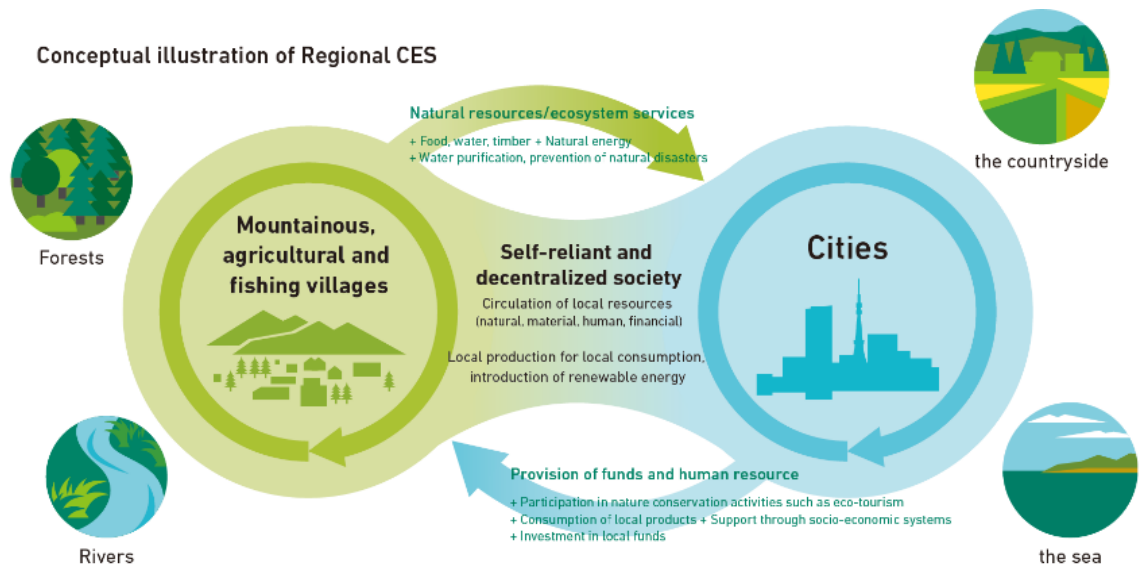 Conceptual illustration of Regional CES
Natural resources/ecosystem services
+ Food, water, timber + Natural energy
+ Water purification, prevention of natural disasters
the countryside
Forests
Mountainous,
agricultural and
fishing villages
Self-reliant and
decentralized society
Circulation of local resources
(natural, material, human, financial)
Local production for local consumption,
introduction of renewable energy
Cities
Provision of funds and human resource
+ Participation in nature conservation activities such as eco-tourism
+ Consumption of local products + Support through socio-economic systems
+ Investment in local funds
Rivers
the sea